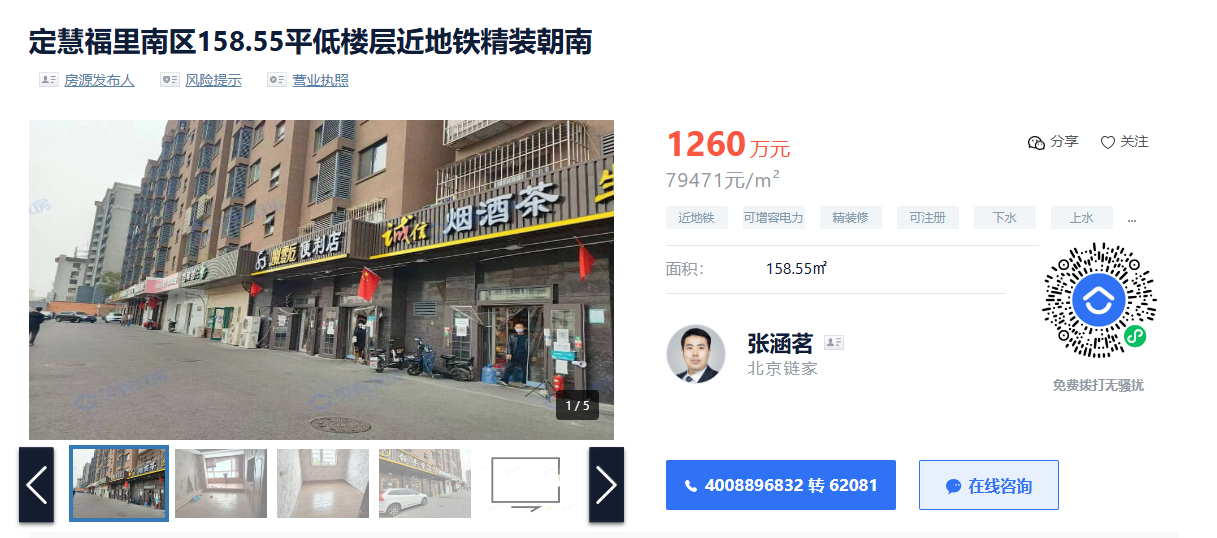 定慧福里南区158.55平低楼层近地铁精装朝南
房源发布人 风险提示 营业执照
1260万元
分享 关注
79471元/m²
近地铁 可增容电力 精装修 可注册 下水 上水 ...
面积: 158.55㎡
便利店
诚信 烟酒茶
1 / 5
张涵茗
北京链家
免费拨打无骚扰
4008896832 转 62081
在线咨询